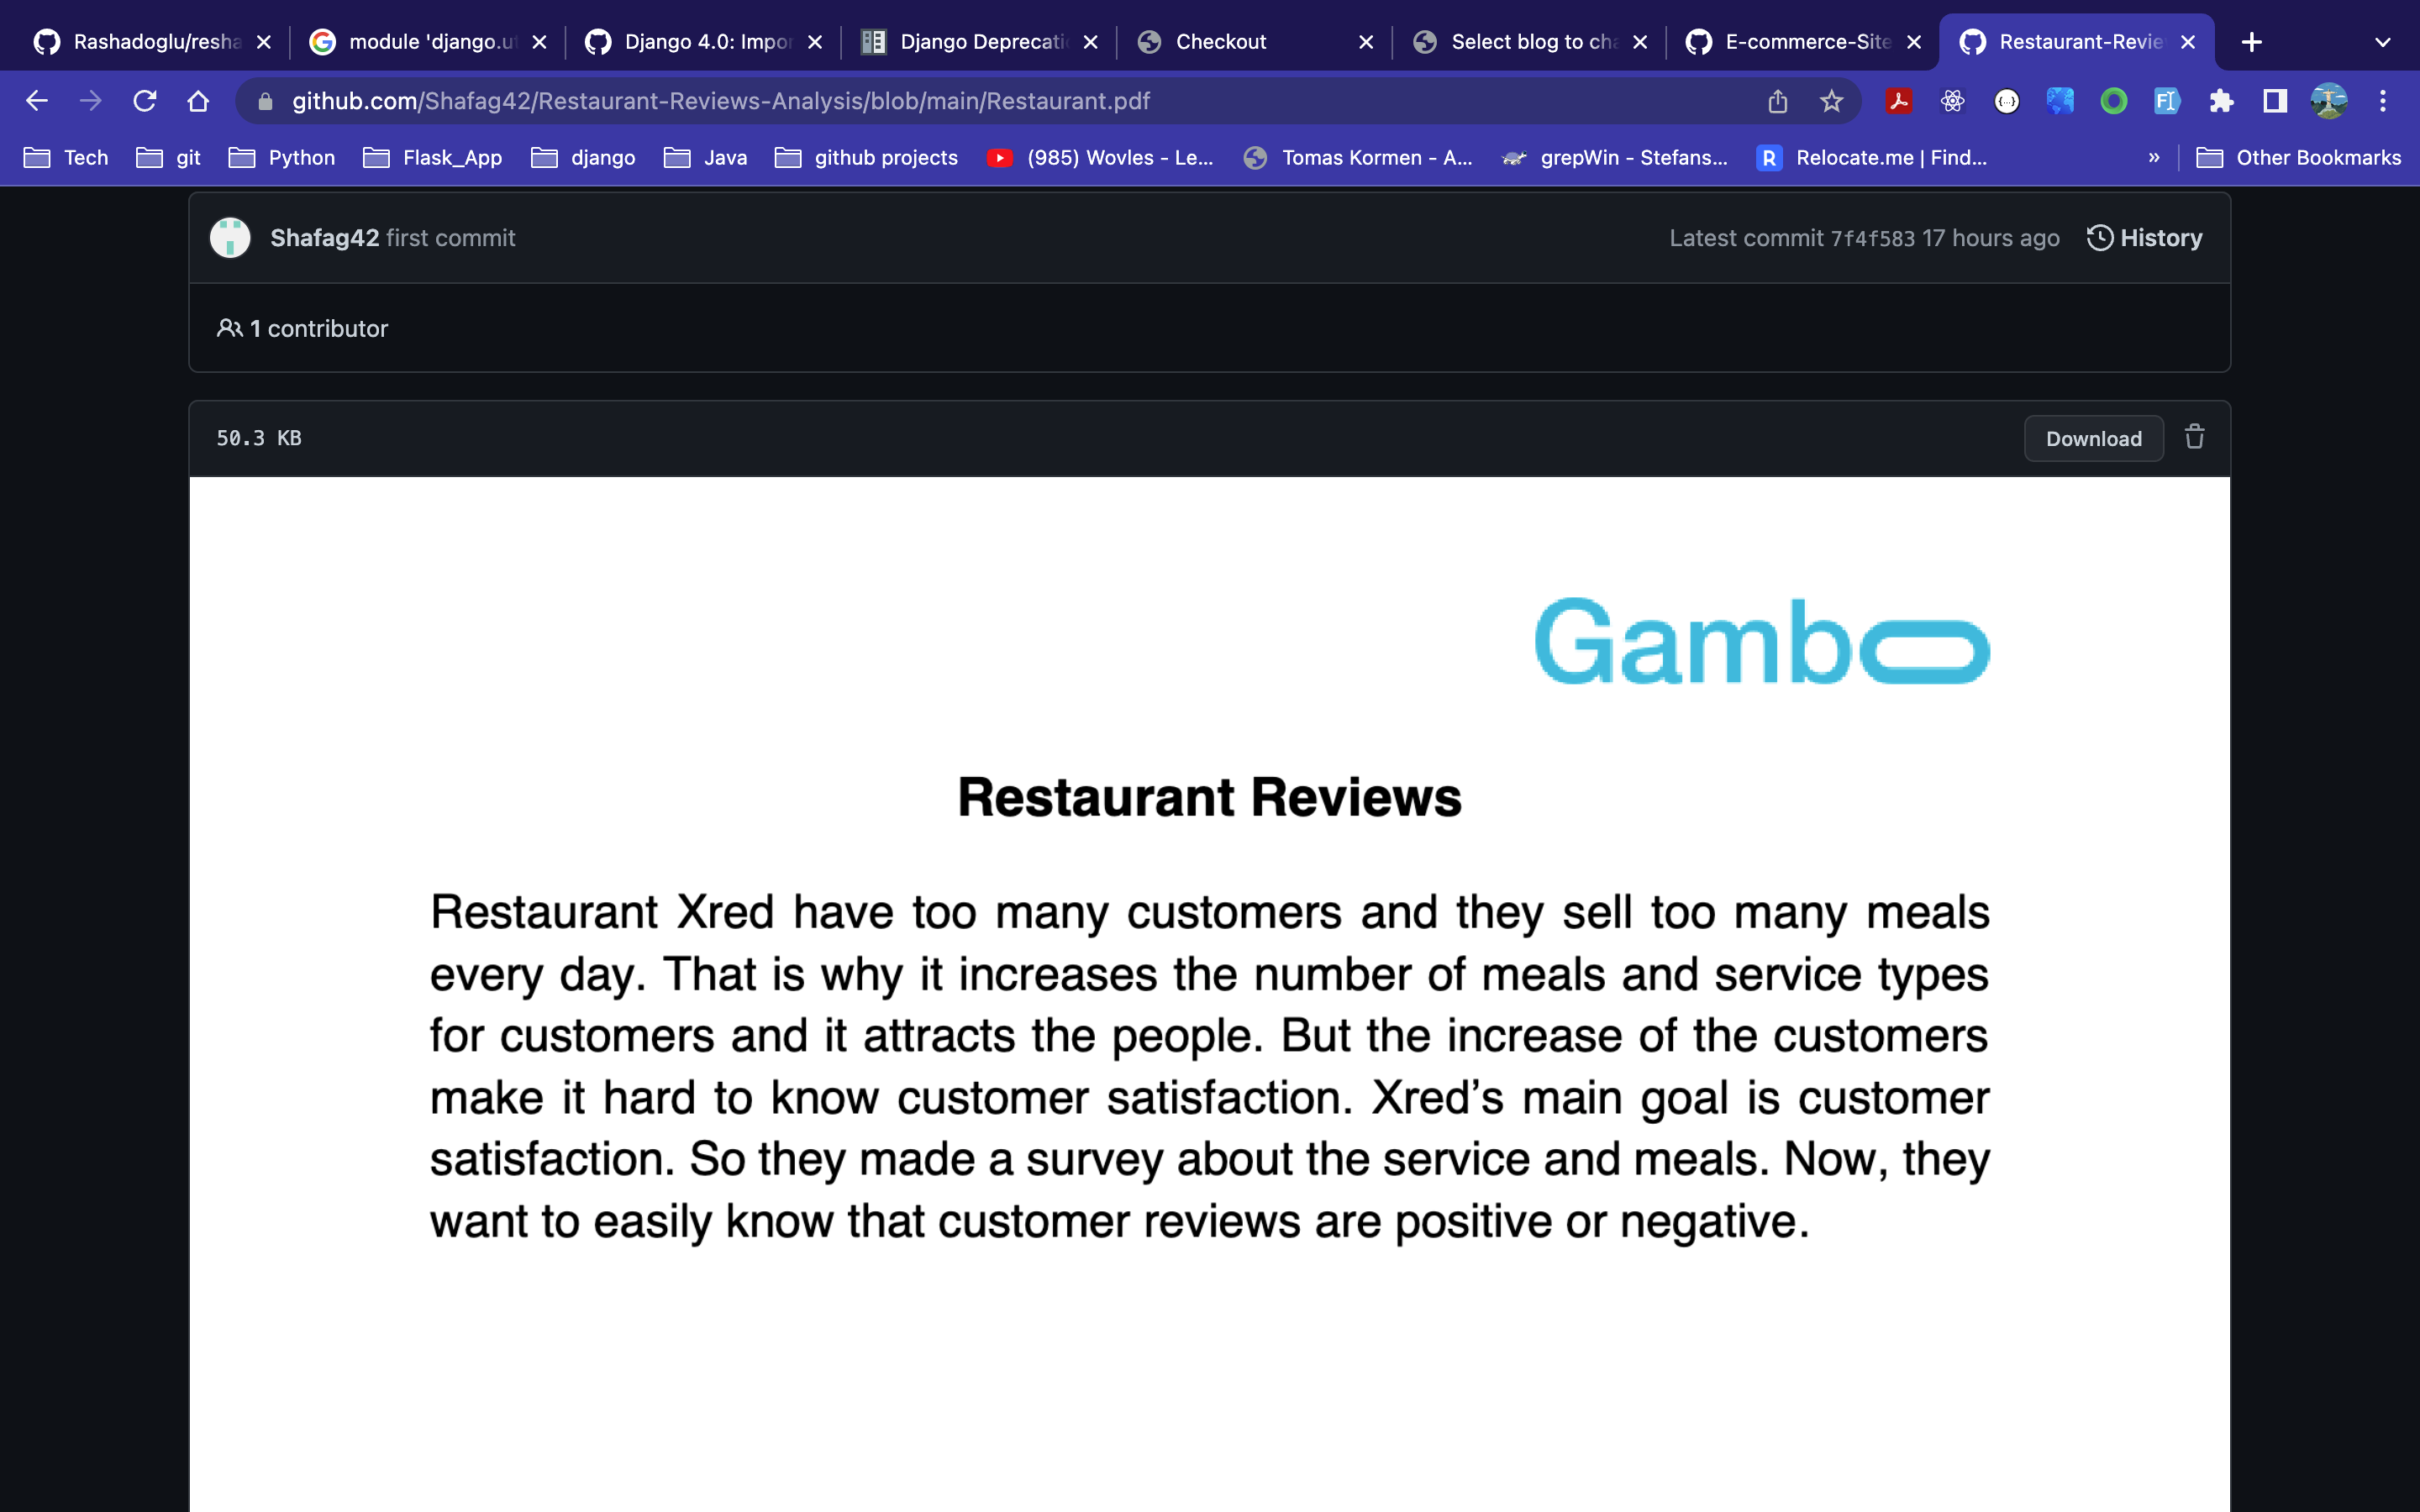 Rashadoglu/resha
module 'django.ut
Django 4.0: Impor
Django Deprecati
Checkout
Select blog to cha
E-commerce-Site
Restaurant-Revie
github.com/Shafag42/Restaurant-Reviews-Analysis/blob/main/Restaurant.pdf
Tech
git
Python
Flask_App
django
Java
github projects
(985) Wovles - Le...
Tomas Kormen - A...
grepWin - Stefans...
R
Relocate.me | Find...
»
Other Bookmarks
Shafag42 first commit
Latest commit 7f4f583 17 hours ago
History
1 contributor
50.3 KB
Download
Gambo
Restaurant Reviews
Restaurant Xred have too many customers and they sell too many meals
every day. That is why it increases the number of meals and service types
for customers and it attracts the people. But the increase of the customers
make it hard to know customer satisfaction. Xred’s main goal is customer
satisfaction. So they made a survey about the service and meals. Now, they
want to easily know that customer reviews are positive or negative.